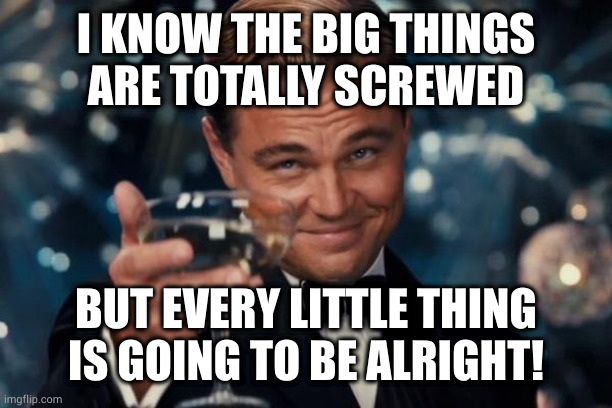 I KNOW THE BIG THINGS
ARE TOTALLY SCREWED
BUT EVERY LITTLE THING
IS GOING TO BE ALRIGHT!
imgflip.com